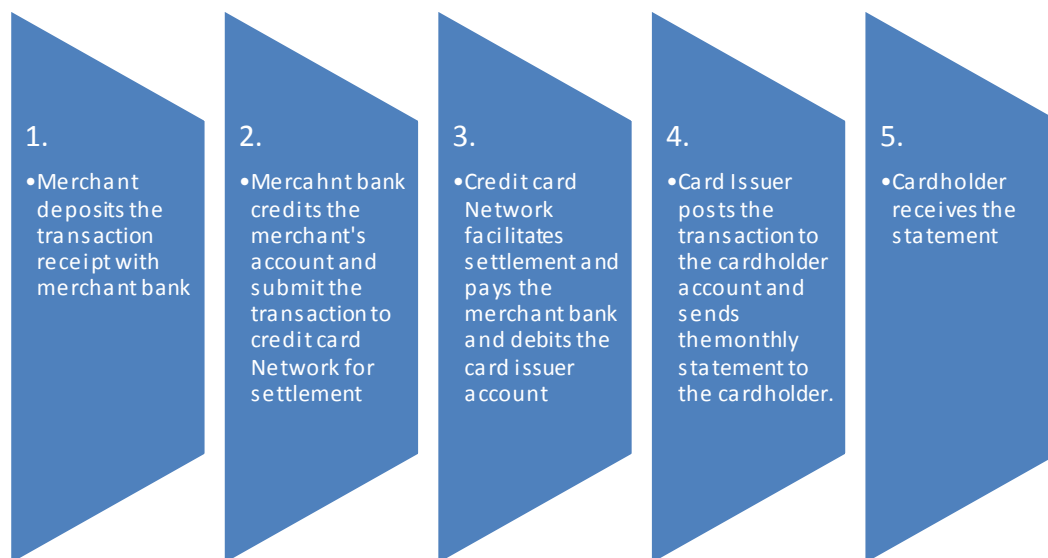 1.
•Merchant
deposits the
transaction
receipt with
merchant bank
2.
•Mercahnt bank
credits the
merchant's
account and
submit the
transaction to
credit card
Network for
settlement
3.
•Credit card
Network
facilitates
settlement and
pays the
merchant bank
and debits the
card issuer
account
4.
•Card Issuer
posts the
transaction to
the cardholder
account and
sends
themonthly
statement to
the cardholder.
5.
•Cardholder
receives the
statement